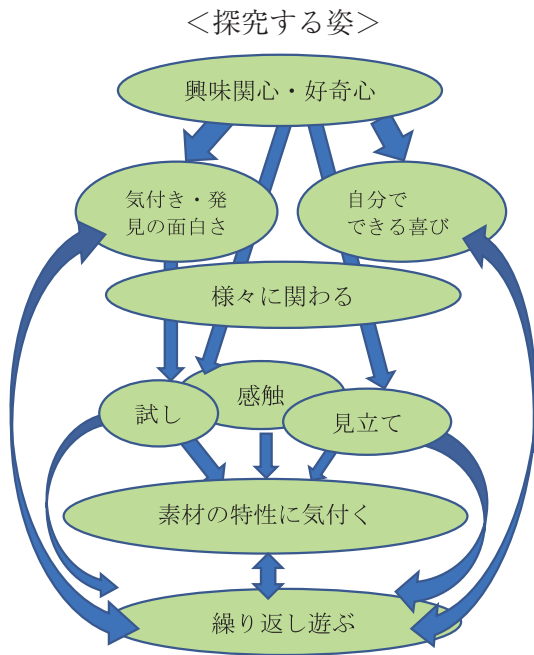 ＜探究する姿＞
興味関心・好奇心
気付き・発
見の面白さ
自分で
できる喜び
様々に関わる
感触
試し
見立て
素材の特性に気付く
繰り返し遊ぶ